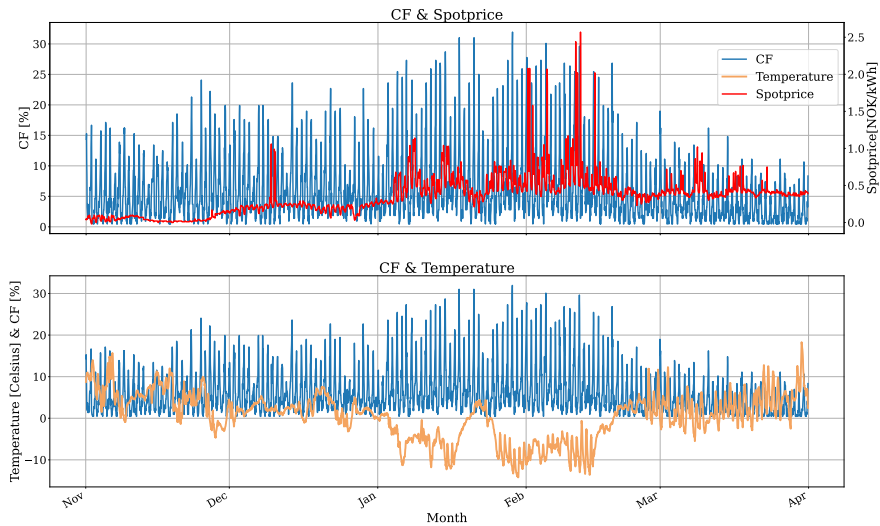 CF & Spotprice
CF [%]
30
25
20
15
10
5
0
2.5
2.0
1.5
1.0
0.5
0.0
Spotprice[NOK/kWh]
CF
Temperature
Spotprice
CF & Temperature
Temperature [Celsius] & CF [%]
30
20
10
0
−10
Nov
Dec
Jan
Feb
Mar
Apr
Month